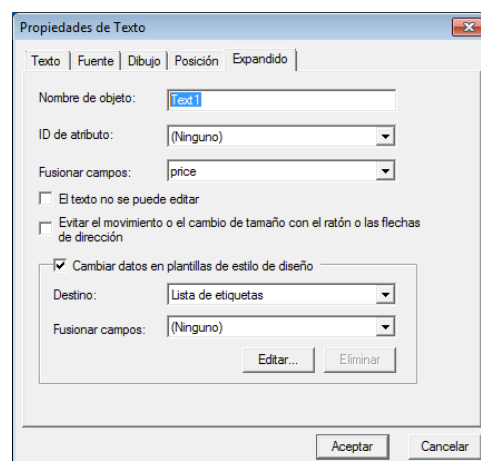 Propiedades de Texto
Texto Fuente Dibujo Posición Expandido
Nombre de objeto: Text1
ID de atributo: (Ninguno)
Fusionar campos: price
El texto no se puede editar
Evitar el movimiento o el cambio de tamaño con el ratón o las flechas
de dirección
Cambiar datos en plantillas de estilo de diseño
Destino: Lista de etiquetas
Fusionar campos: (Ninguno)
Editar... Eliminar
Aceptar Cancelar